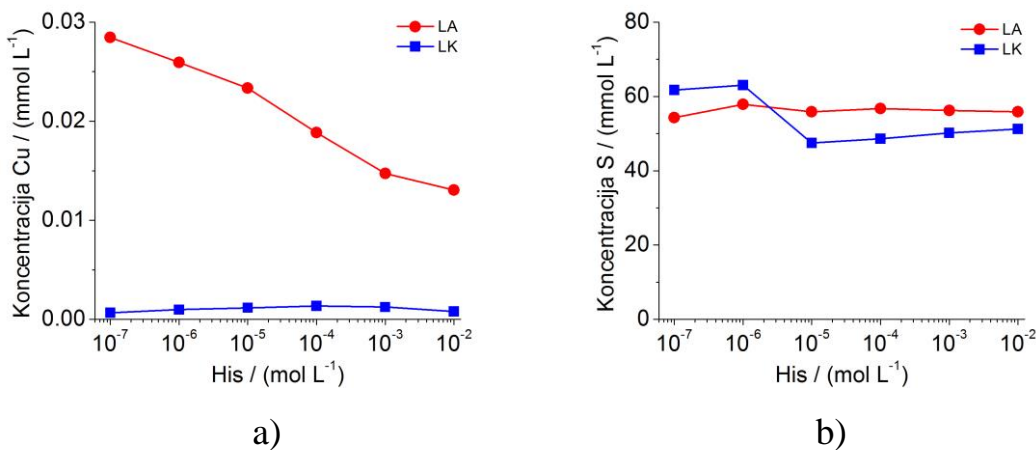 Koncentracija Cu / (mmol L⁻¹)
0.03
0.02
0.01
0.00
LA
LK
10⁻⁷ 10⁻⁶ 10⁻⁵ 10⁻⁴ 10⁻³ 10⁻²
His / (mol L⁻¹)
a)
Koncentracija S / (mmol L⁻¹)
80
60
40
20
0
LA
LK
10⁻⁷ 10⁻⁶ 10⁻⁵ 10⁻⁴ 10⁻³ 10⁻²
His / (mol L⁻¹)
b)